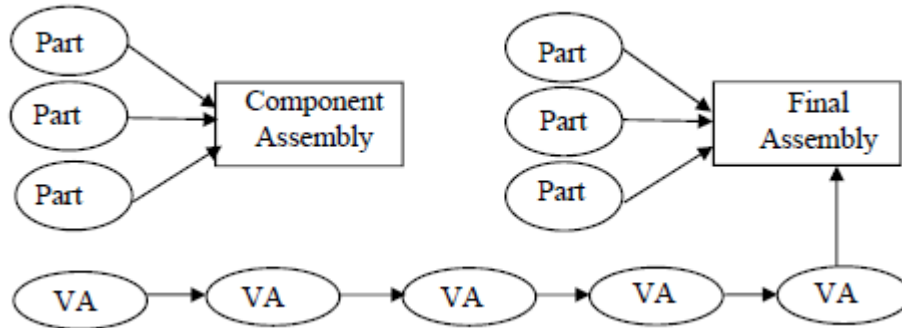 Part
Part
Part
Component
Assembly
Part
Part
Part
Final
Assembly
VA
VA
VA
VA
VA